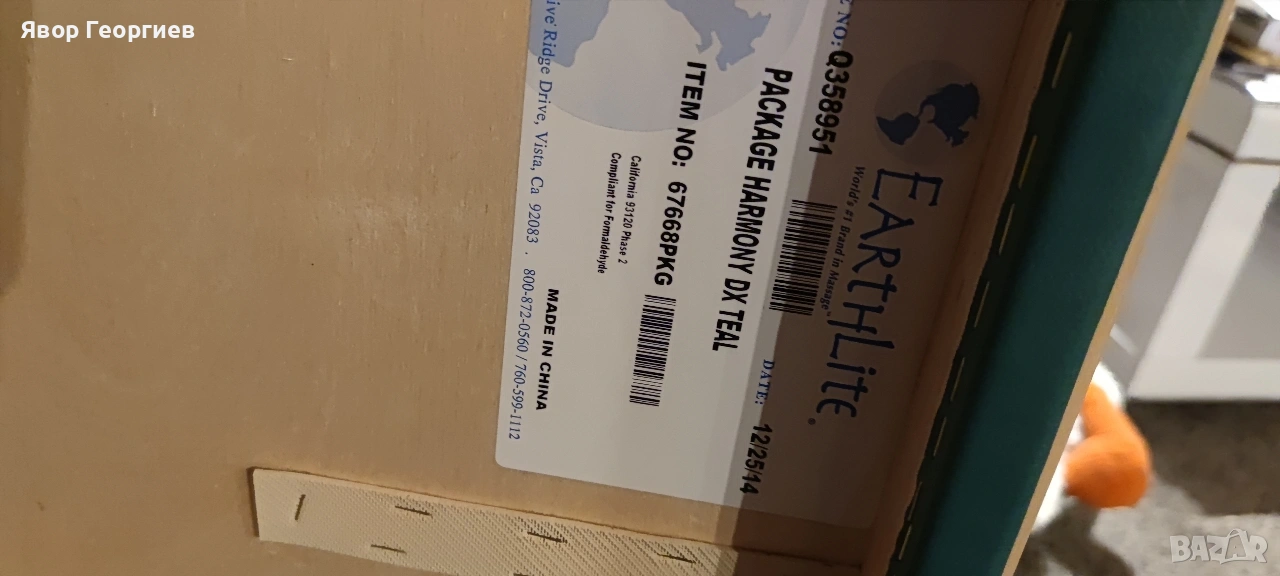 Явор Георгиев
EARTHLITE.
World's #1 Brand in Massage™
NO: Q358951
DATE: 12/25/14
PACKAGE HARMONY DX TEAL
ITEM NO: 67668PKG
California 93120 Phase 2
Compliant for Formaldehyde
MADE IN CHINA
Ridge Drive, Vista, Ca 92083 . 800-872-0560 / 760-599-1112
BAZAR